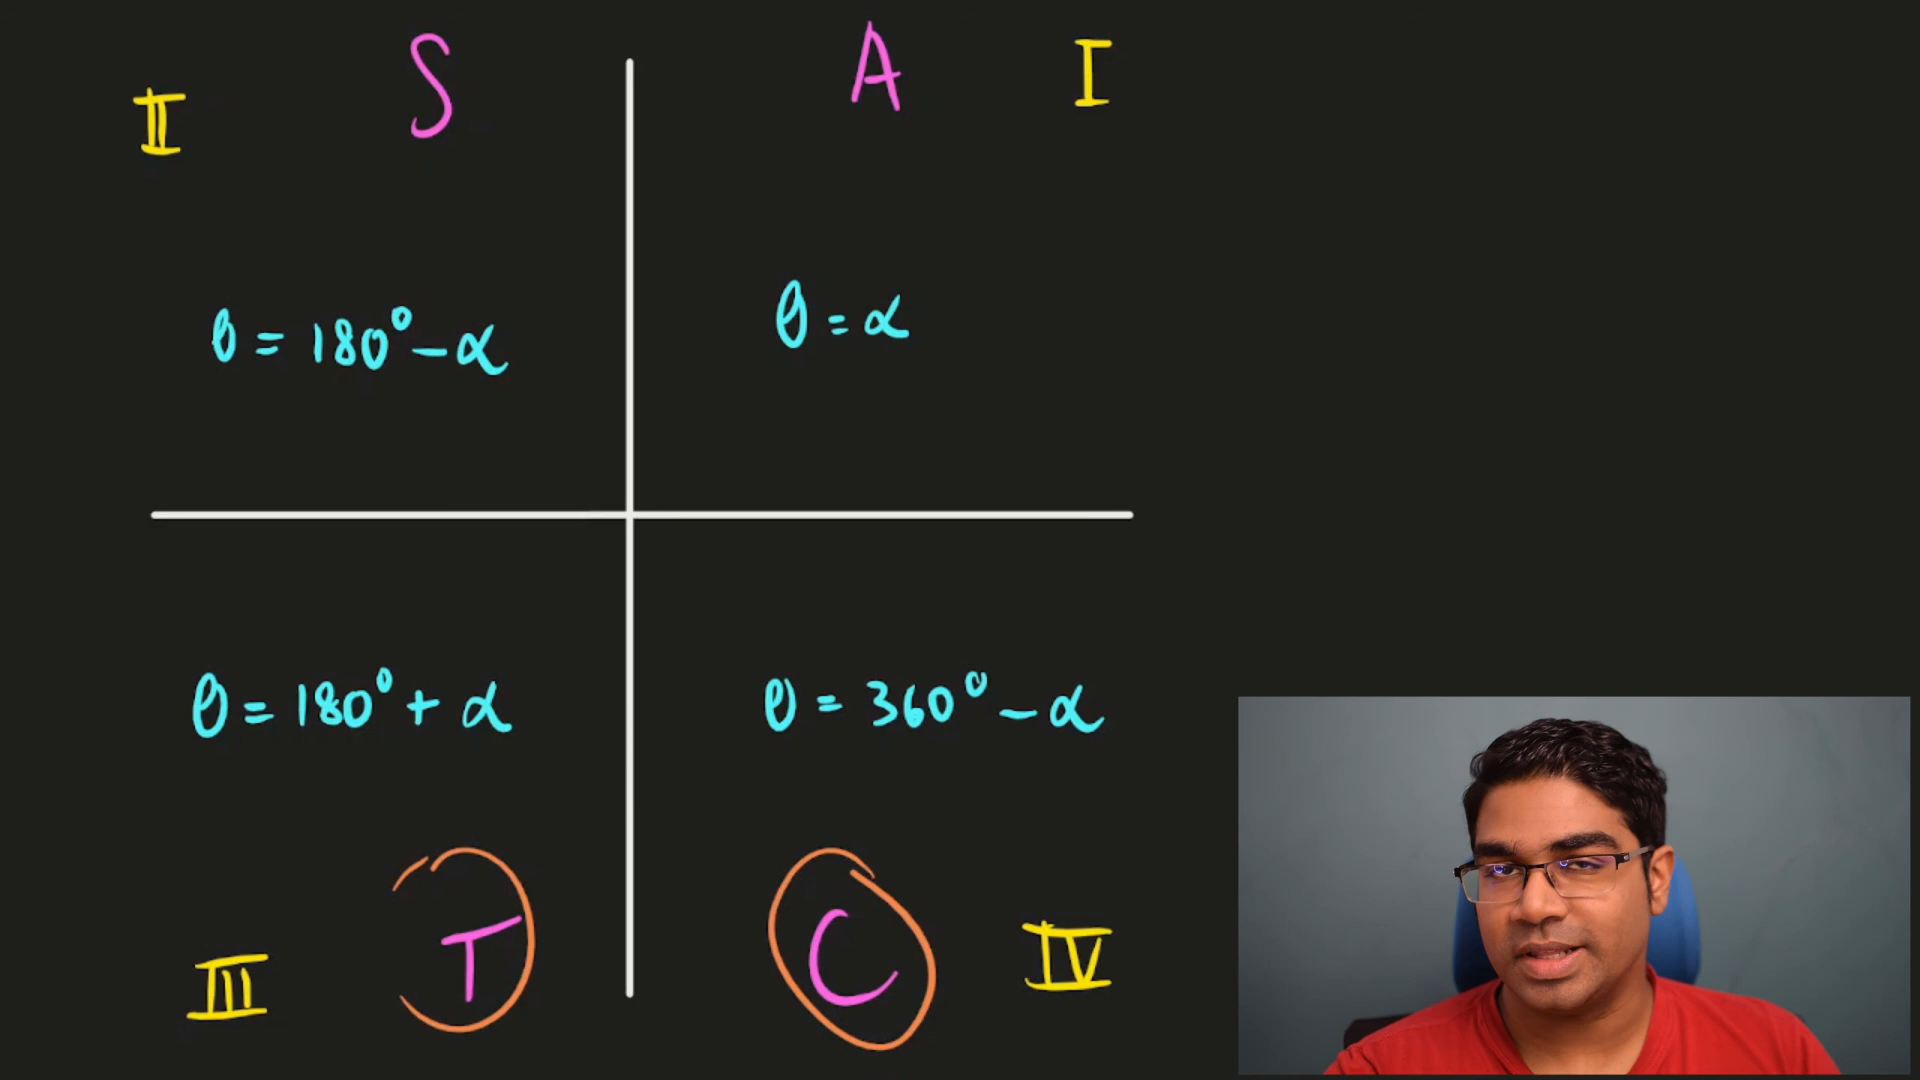 II S A I
θ = 180° - α
θ = α
θ = 180° + α
θ = 360° - α
III T C IV